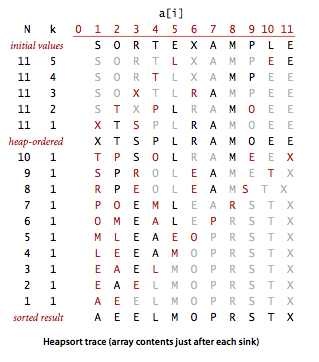 a[i]
N k 0 1 2 3 4 5 6 7 8 9 10 11
initial values S O R T E X A M P L E
11 5 S O R T L X A M P E E
11 4 S O R T L X A M P E E
11 3 S O X T L R A M P E E
11 2 S T X P L R A M O E E
11 1 X T S P L R A M O E E
heap-ordered X T S P L R A M O E E
10 1 T P S O L R A M E E X
9 1 S P R O L E A M E T X
8 1 R P E O L E A M S T X
7 1 P O E M L E A R S T X
6 1 O M E A L E P R S T X
5 1 M L E A E O P R S T X
4 1 L E E A M O P R S T X
3 1 E A E L M O P R S T X
2 1 E A E L M O P R S T X
1 1 A E E L M O P R S T X
sorted result A E E L M O P R S T X
Heapsort trace (array contents just after each sink)